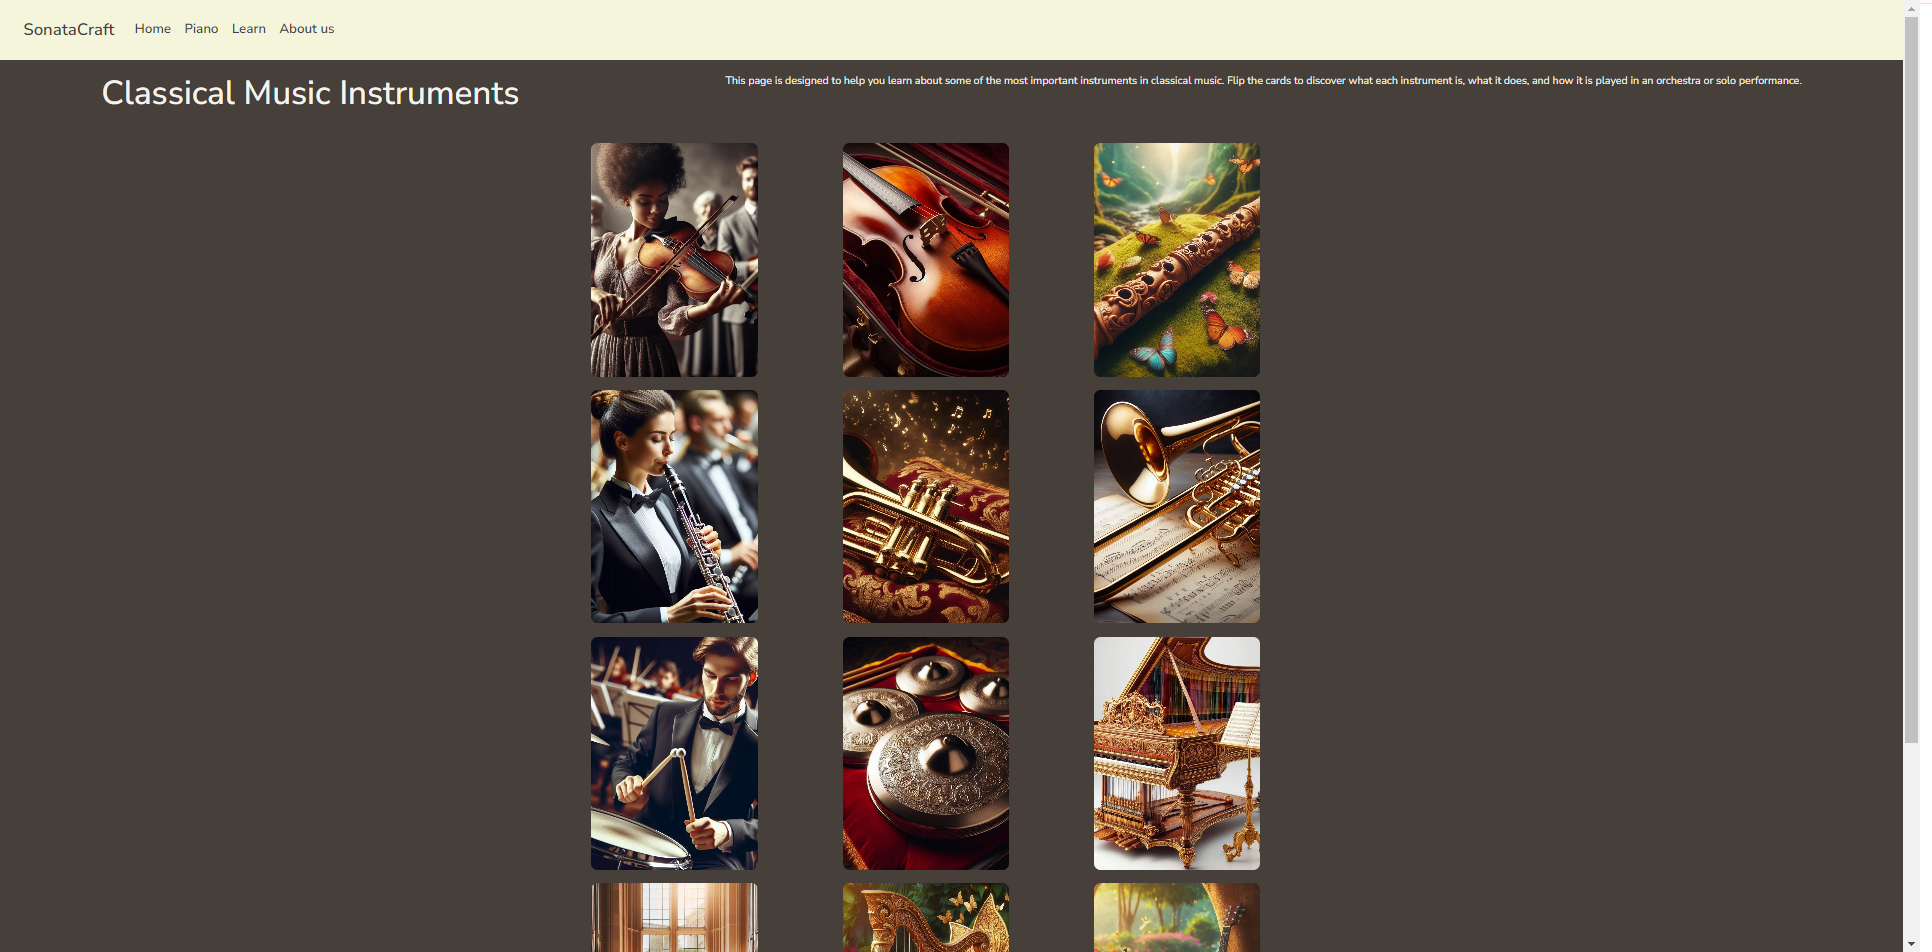 SonataCraft Home Piano Learn About us
Classical Music Instruments
This page is designed to help you learn about some of the most important instruments in classical music. Flip the cards to discover what each instrument is, what it does, and how it is played in an orchestra or solo performance.